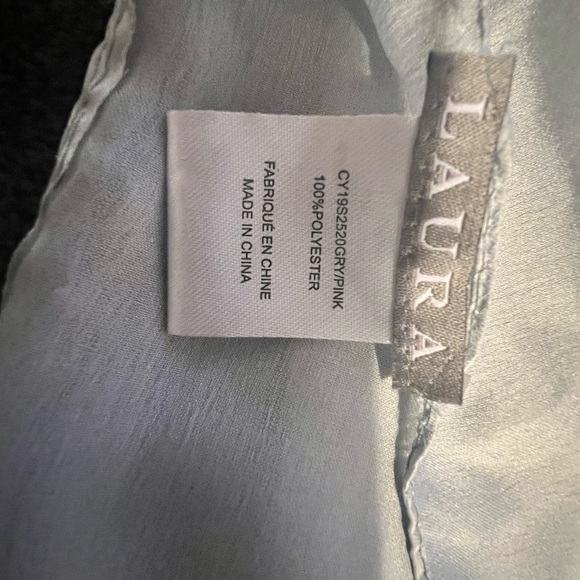 LAURA
CY19S2520GRY/PINK
100%POLYESTER
FABRIQUÉ EN CHINE
MADE IN CHINA